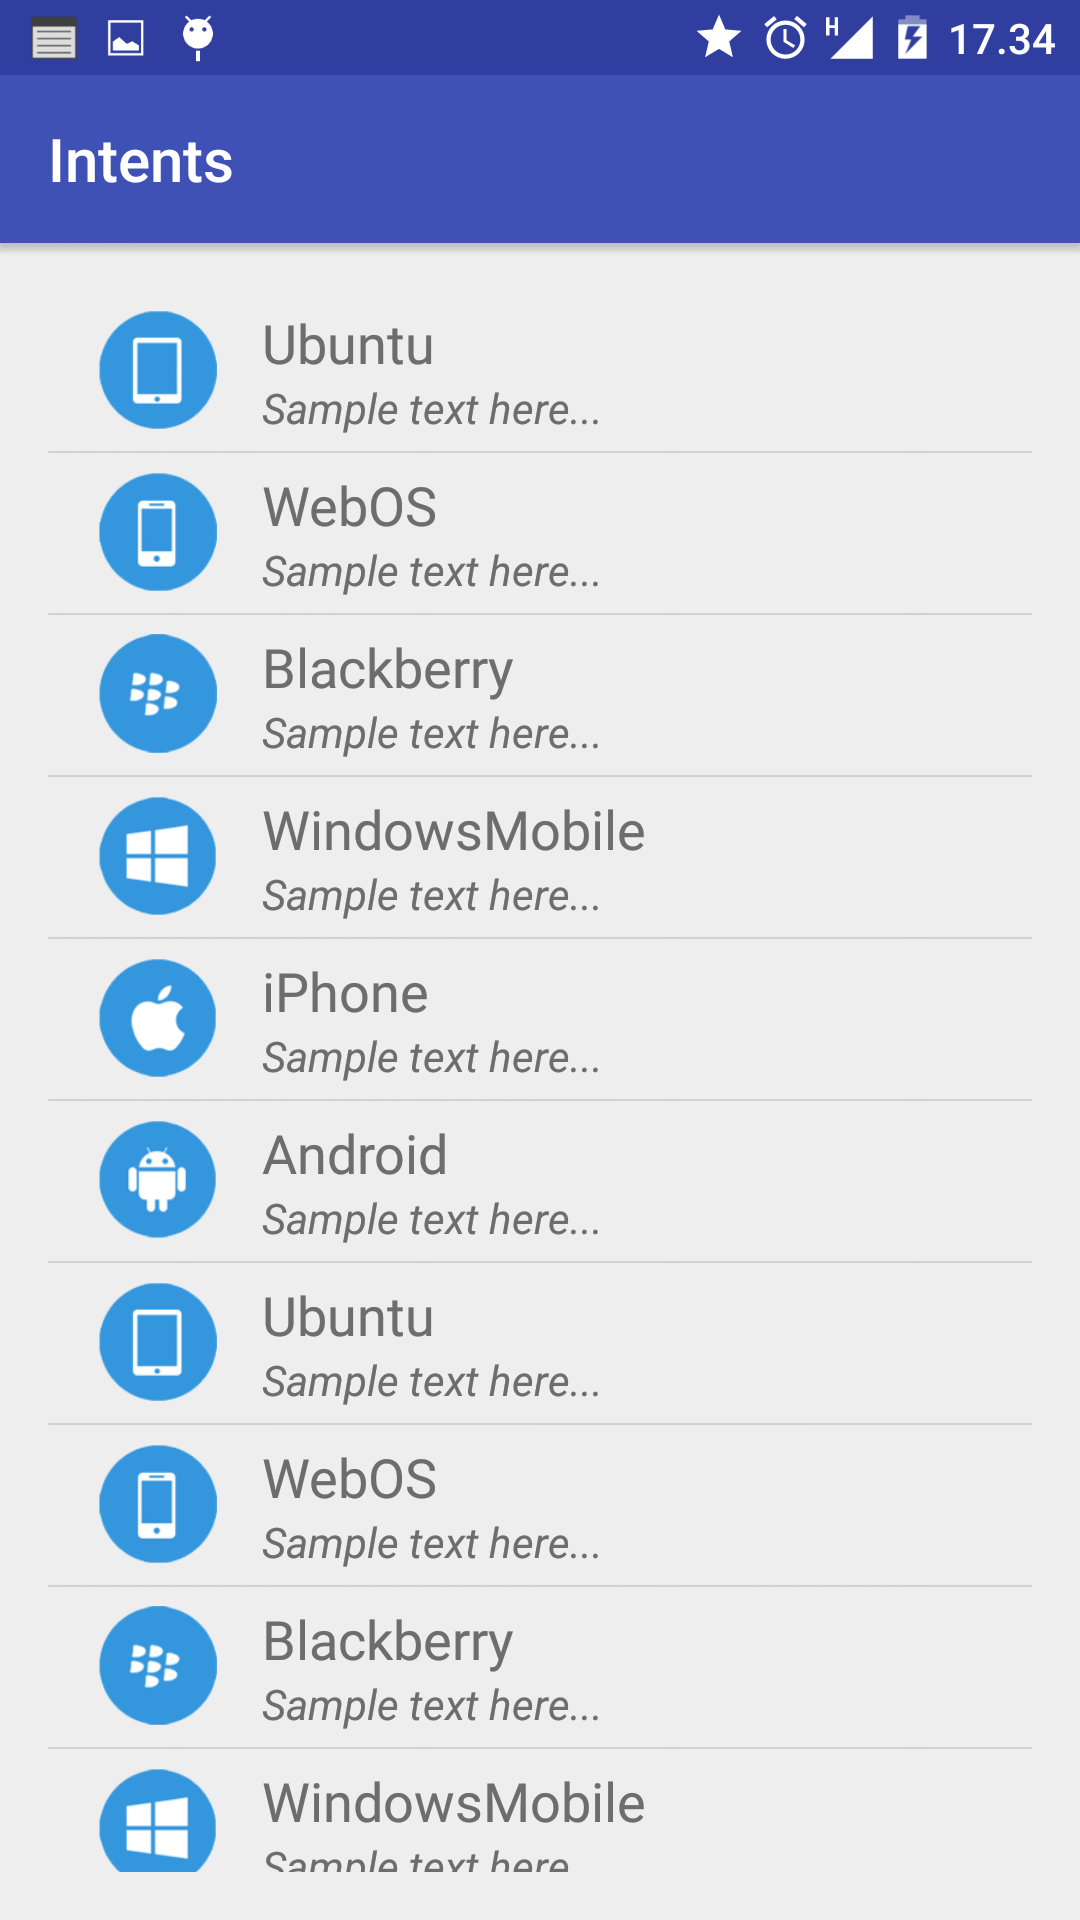 H 17.34
Intents
Ubuntu
Sample text here...
WebOS
Sample text here...
Blackberry
Sample text here...
WindowsMobile
Sample text here...
iPhone
Sample text here...
Android
Sample text here...
Ubuntu
Sample text here...
WebOS
Sample text here...
Blackberry
Sample text here...
WindowsMobile
Sample text here